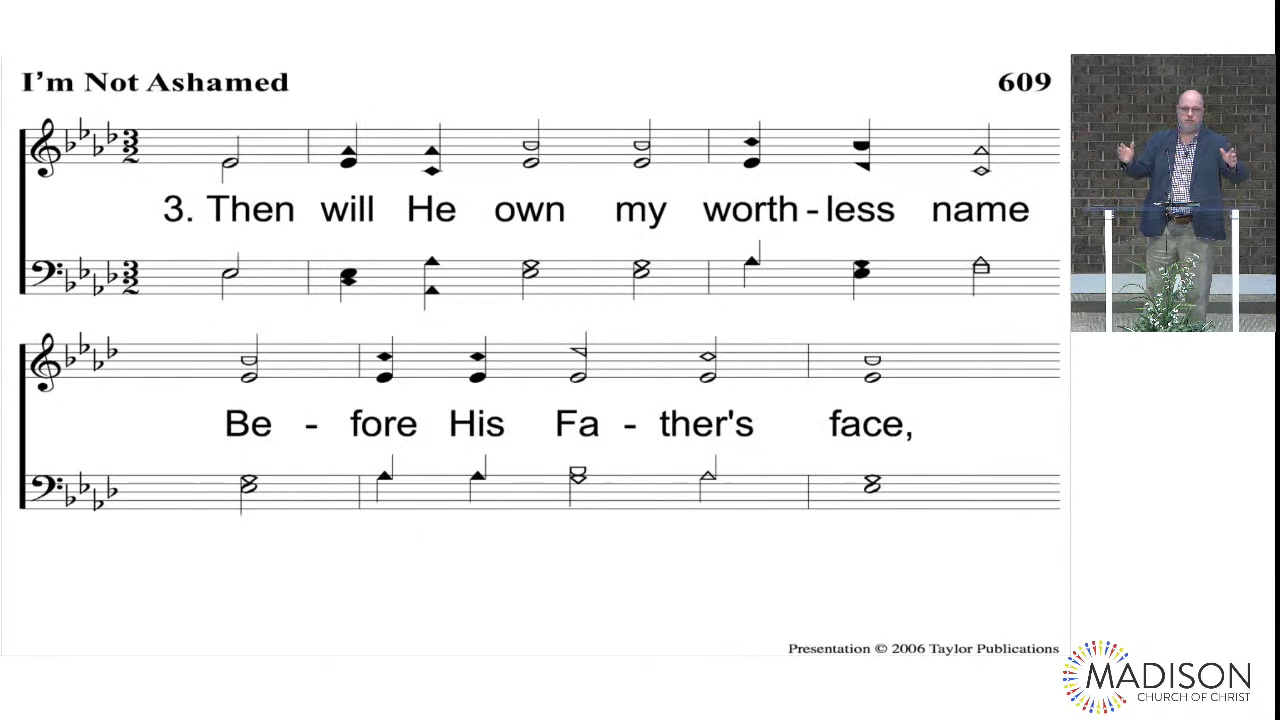 I'm Not Ashamed 609
3. Then will He own my worth - less name
Be - fore His Fa - ther's face,
Presentation © 2006 Taylor Publications
MADISON
CHURCH OF CHRIST